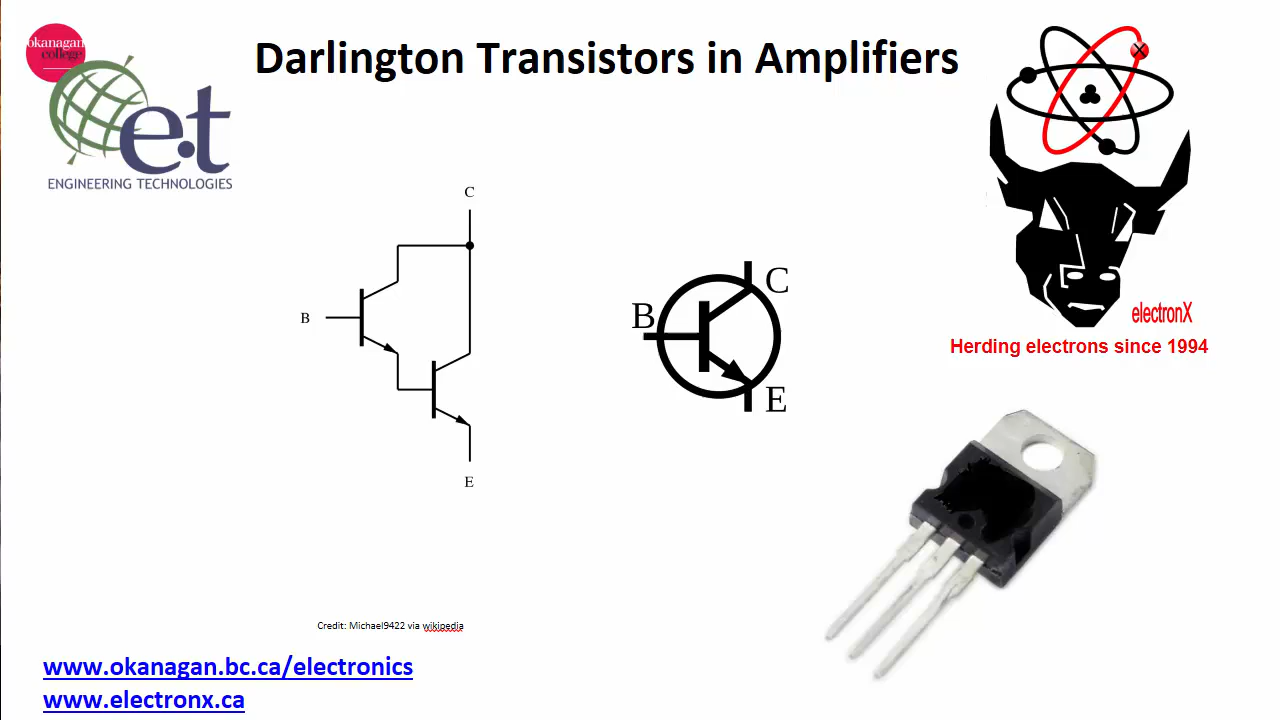 okanagan
college
e.t
ENGINEERING TECHNOLOGIES
Darlington Transistors in Amplifiers
C
B
E
B
C
E
electronX
Herding electrons since 1994
Credit: Michael9422 via wikipedia
www.okanagan.bc.ca/electronics
www.electronx.ca